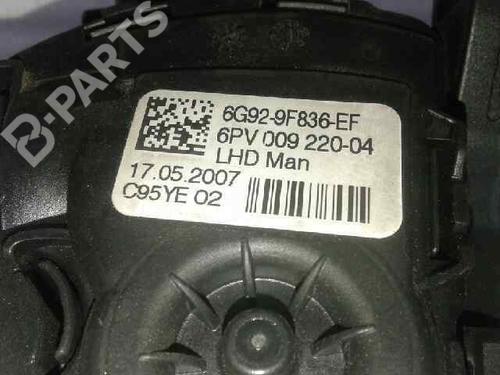 B-PARTS
6G92-9F836-EF
6PV 009 220-04
LHD Man
17.05.2007
C95YE 02